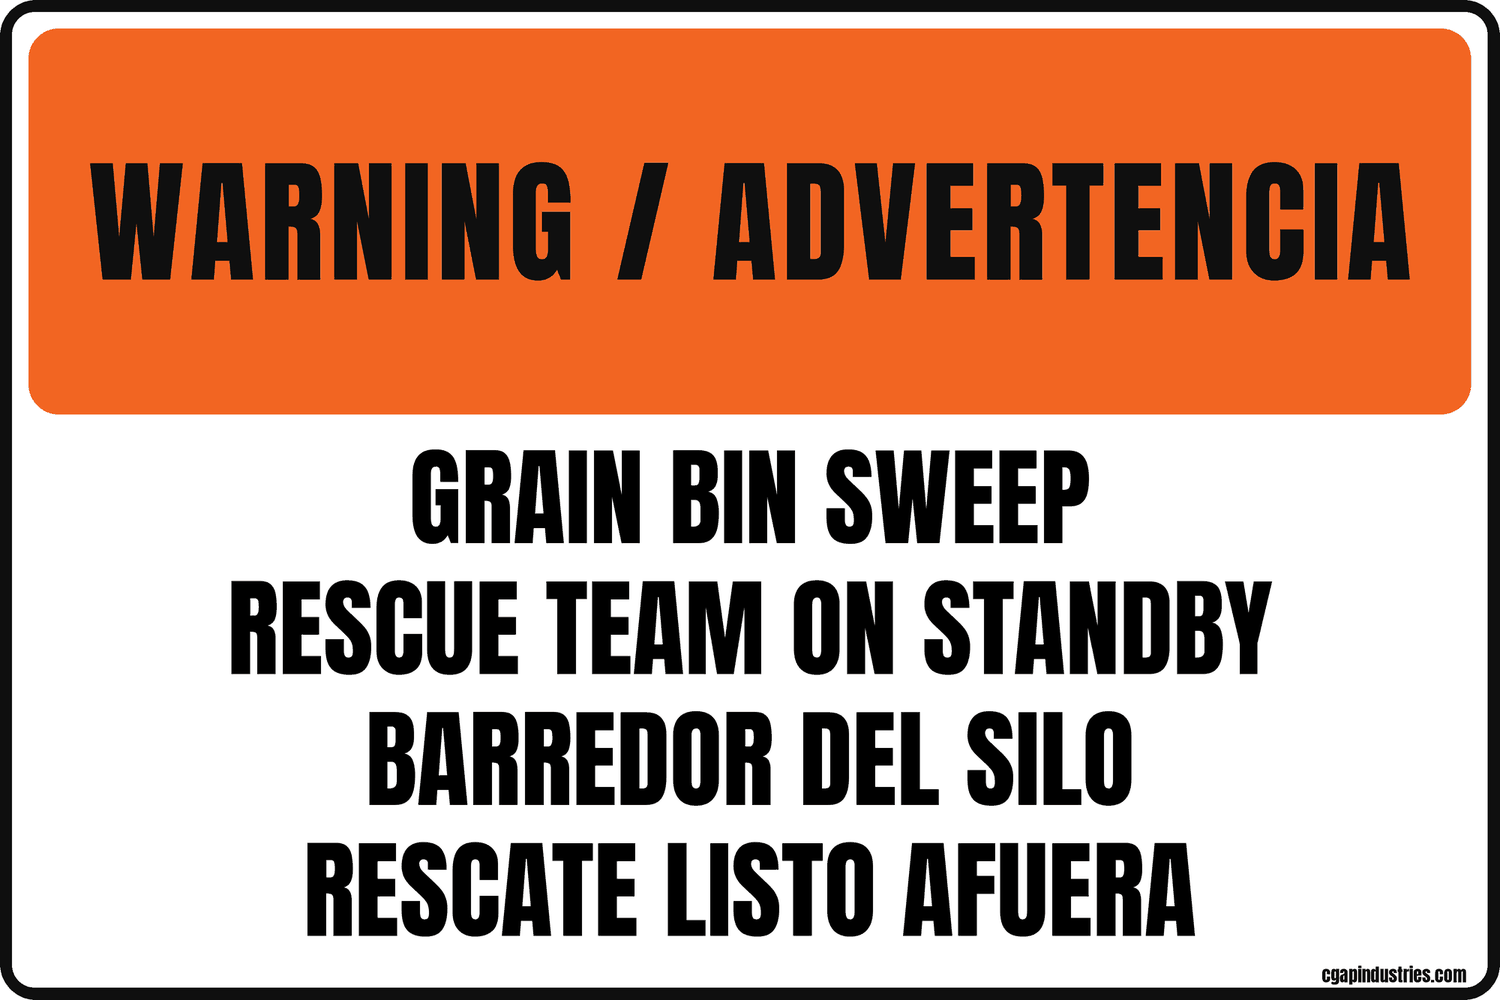 WARNING / ADVERTENCIA
GRAIN BIN SWEEP
RESCUE TEAM ON STANDBY
BARREDOR DEL SILO
RESCATE LISTO AFUERA
cgapindustries.com